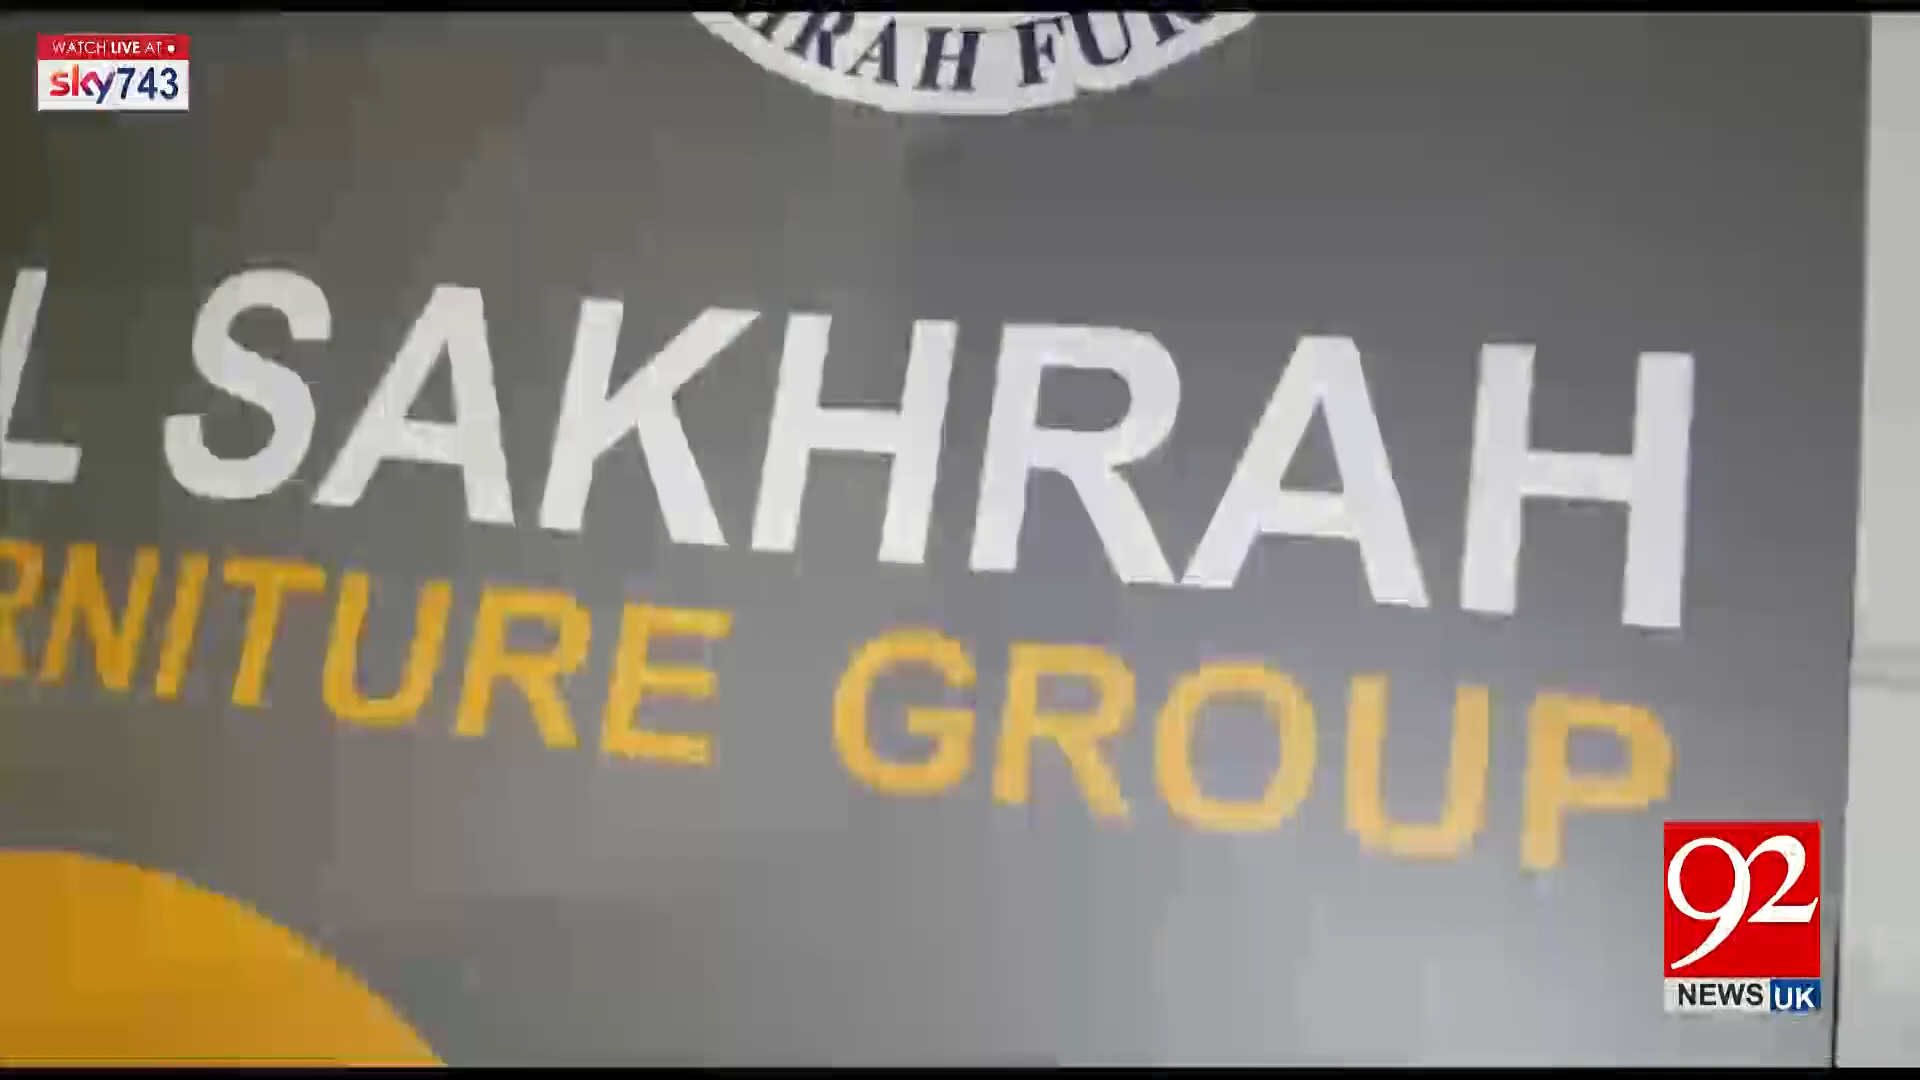 WATCH LIVE AT
sky743
RAH FUR
L SAKHRAH
RNITURE GROUP
92
NEWS UK